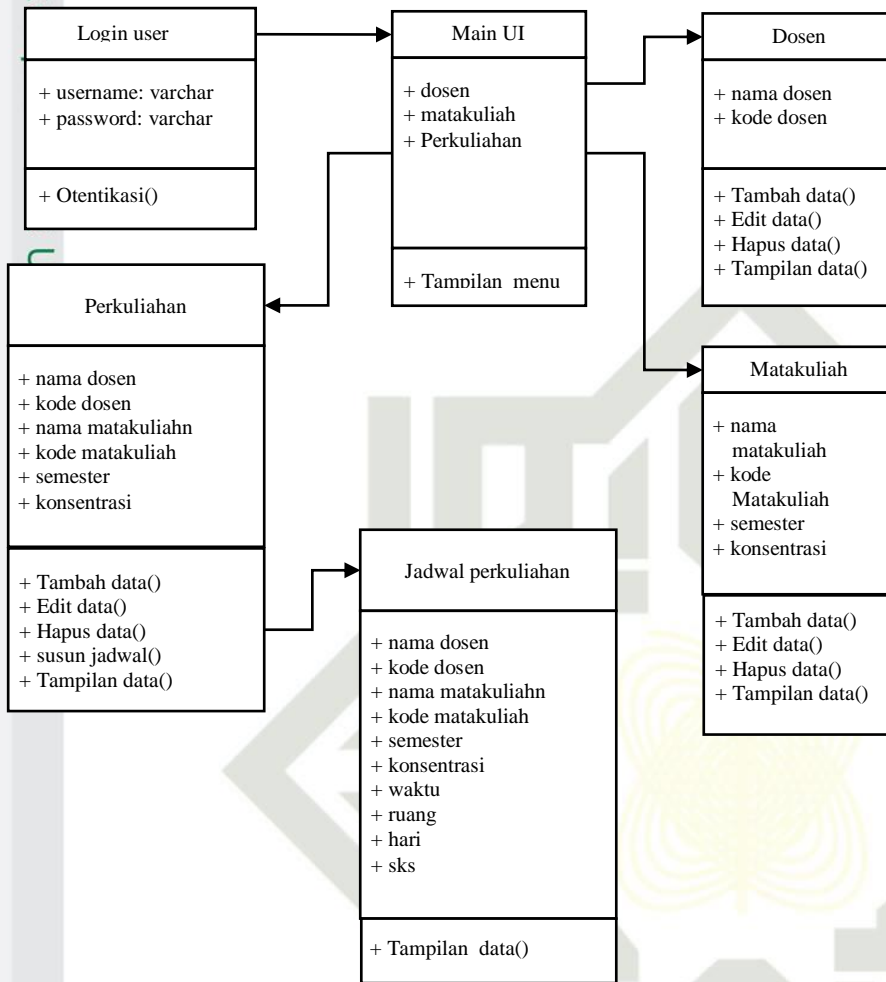 Login user
+ username: varchar
+ password: varchar
+ Otentikasi()
Main UI
+ dosen
+ matakuliah
+ Perkuliahan
+ Tampilan menu
Dosen
+ nama dosen
+ kode dosen
+ Tambah data()
+ Edit data()
+ Hapus data()
+ Tampilan data()
Perkuliahan
+ nama dosen
+ kode dosen
+ nama matakuliahn
+ kode matakuliah
+ semester
+ konsentrasi
+ Tambah data()
+ Edit data()
+ Hapus data()
+ susun jadwal()
+ Tampilan data()
Matakuliah
+ nama
matakuliah
+ kode
Matakuliah
+ semester
+ konsentrasi
+ Tambah data()
+ Edit data()
+ Hapus data()
+ Tampilan data()
Jadwal perkuliahan
+ nama dosen
+ kode dosen
+ nama matakuliahn
+ kode matakuliah
+ semester
+ konsentrasi
+ waktu
+ ruang
+ hari
+ sks
+ Tampilan data()